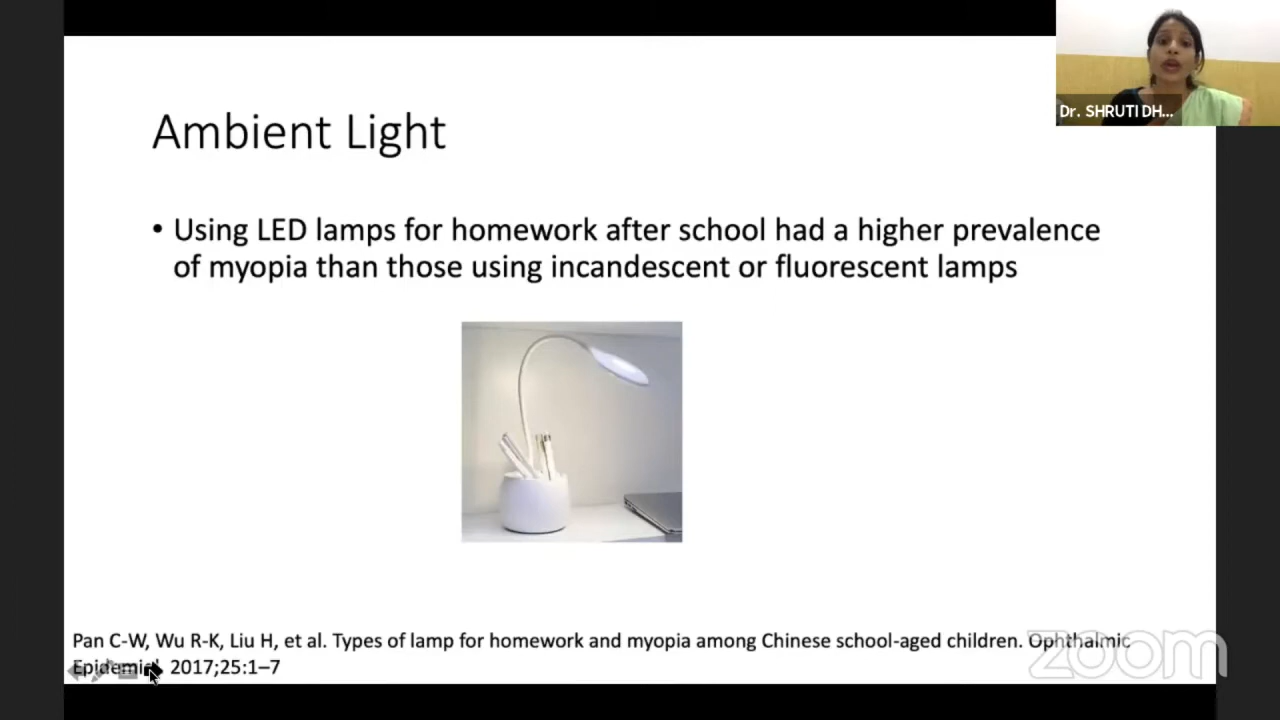 Dr. SHRUTI DH...
Ambient Light
• Using LED lamps for homework after school had a higher prevalence
of myopia than those using incandescent or fluorescent lamps
Pan C-W, Wu R-K, Liu H, et al. Types of lamp for homework and myopia among Chinese school-aged children. Ophthalmic
2017;25:1–7
zoom